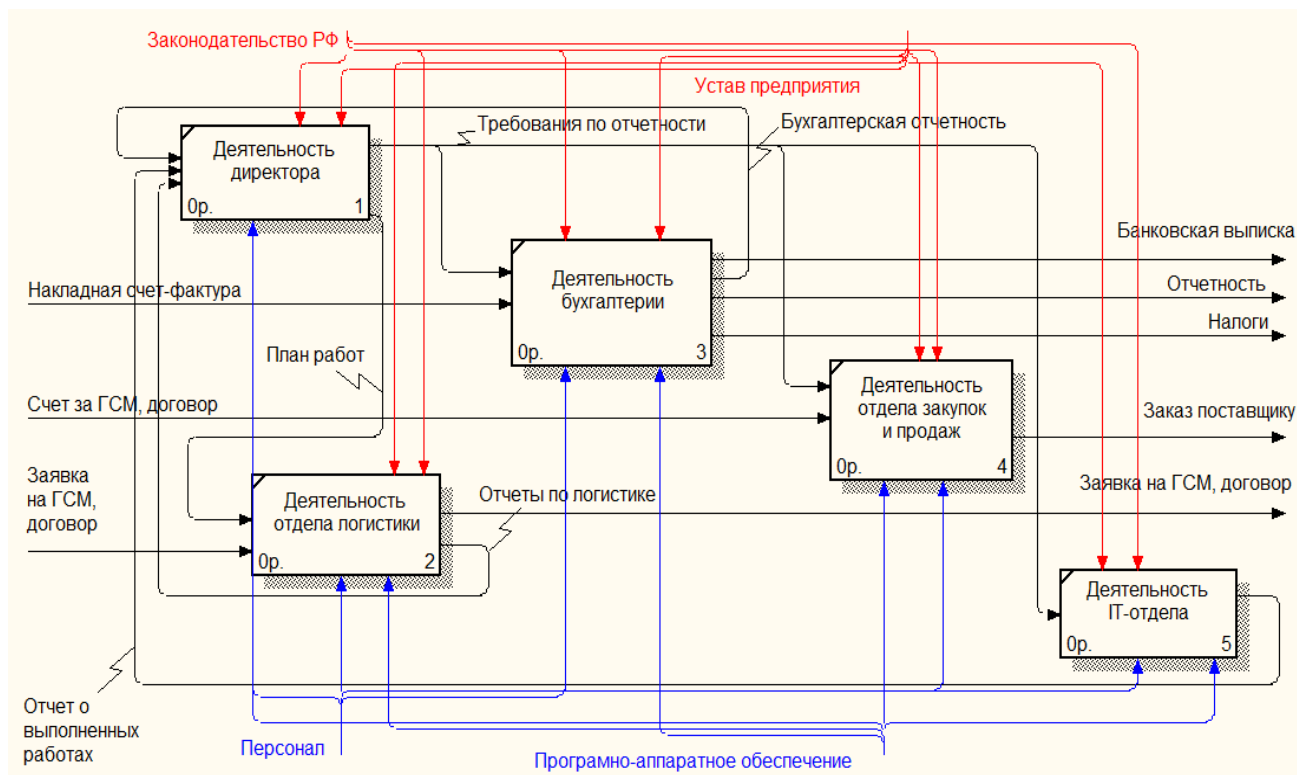 Законодательство РФ
Устав предприятия
Требования по отчетности
Бухгалтерская отчетность
Деятельность
директора
0р.
1
Банковская выписка
Деятельность
бухгалтерии
0р.
3
Накладная счет-фактура
Отчетность
Налоги
План работ
Деятельность
отдела закупок
и продаж
0р.
4
Счет за ГСМ, договор
Заказ поставщику
Заявка
на ГСМ,
договор
Деятельность
отдела логистики
0р.
2
Отчеты по логистике
Заявка на ГСМ, договор
Деятельность
IT-отдела
0р.
5
Отчет о
выполненных
работах
Персонал
Програмно-аппаратное обеспечение